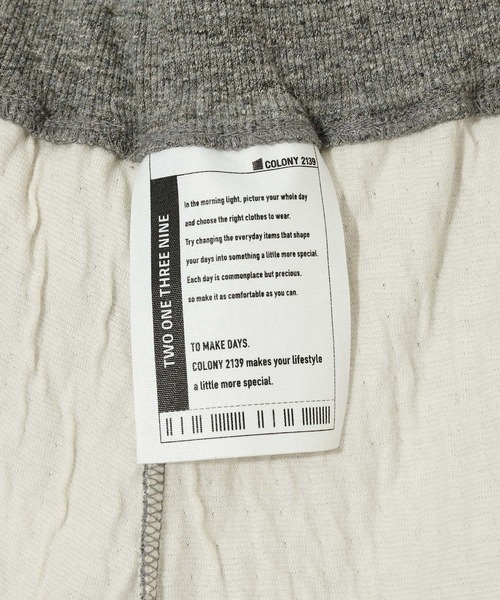 COLONY 2139
TWO ONE THREE NINE
In the morning light, picture your whole day
and choose the right clothes to wear.
Try changing the everyday items that shape
your days into something a little more special.
Each day is commonplace but precious,
so make it as comfortable as you can.
TO MAKE DAYS.
COLONY 2139 makes your lifestyle
a little more special.